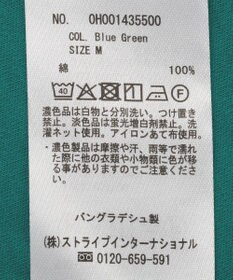 NO. 0H001435500
COL. Blue Green
SIZE M
綿 100%
40 F
濃色品は白物と分別洗い。つけ置き
禁止。淡色品は蛍光増白剤禁止。洗
濯ネット使用。アイロンあて布使用。
・濃色製品は摩擦や汗、雨等で濡れ
た際に他の衣類や小物類に色が移
る事がありますのでご注意くださ
い。
バングラデシュ製
(株)ストライプインターナショナル
0120-659-591